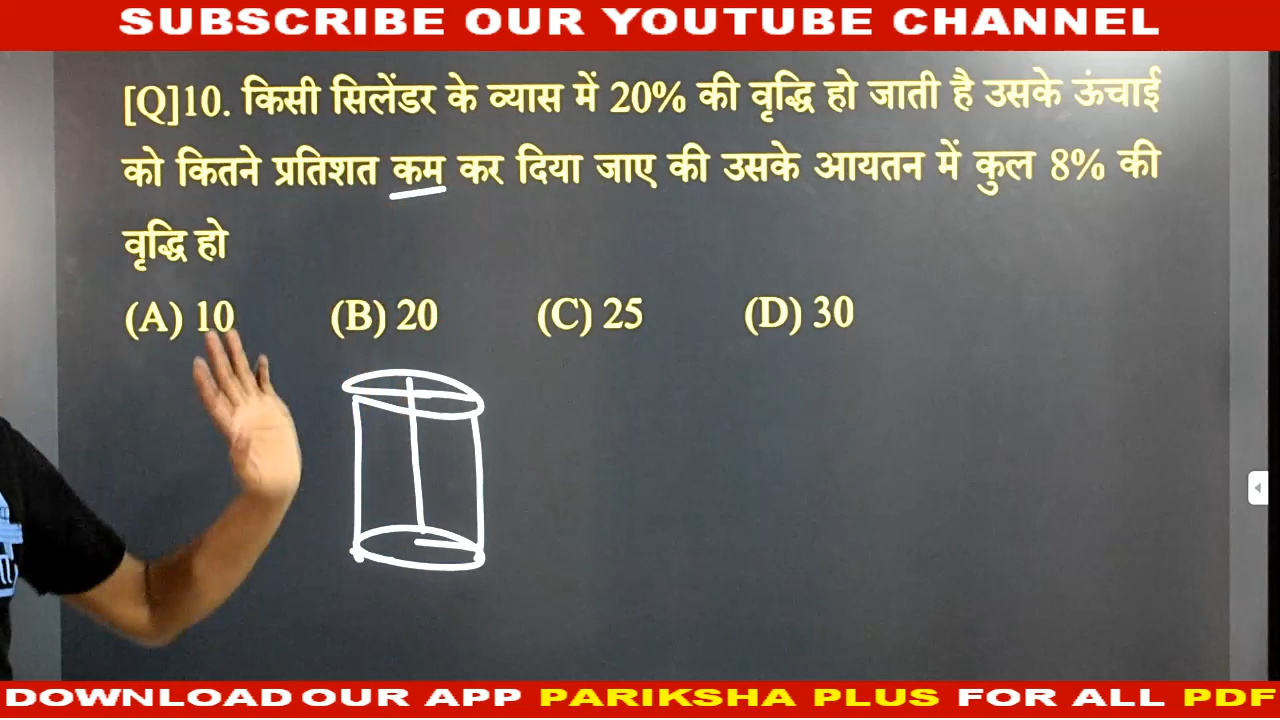 SUBSCRIBE OUR YOUTUBE CHANNEL
[Q]10. किसी सिलेंडर के व्यास में 20% की वृद्धि हो जाती है उसके ऊंचाई
को कितने प्रतिशत कम कर दिया जाए की उसके आयतन में कुल 8% की
वृद्धि हो
(A) 10 (B) 20 (C) 25 (D) 30
DOWNLOAD OUR APP PARIKSHA PLUS FOR ALL PDF